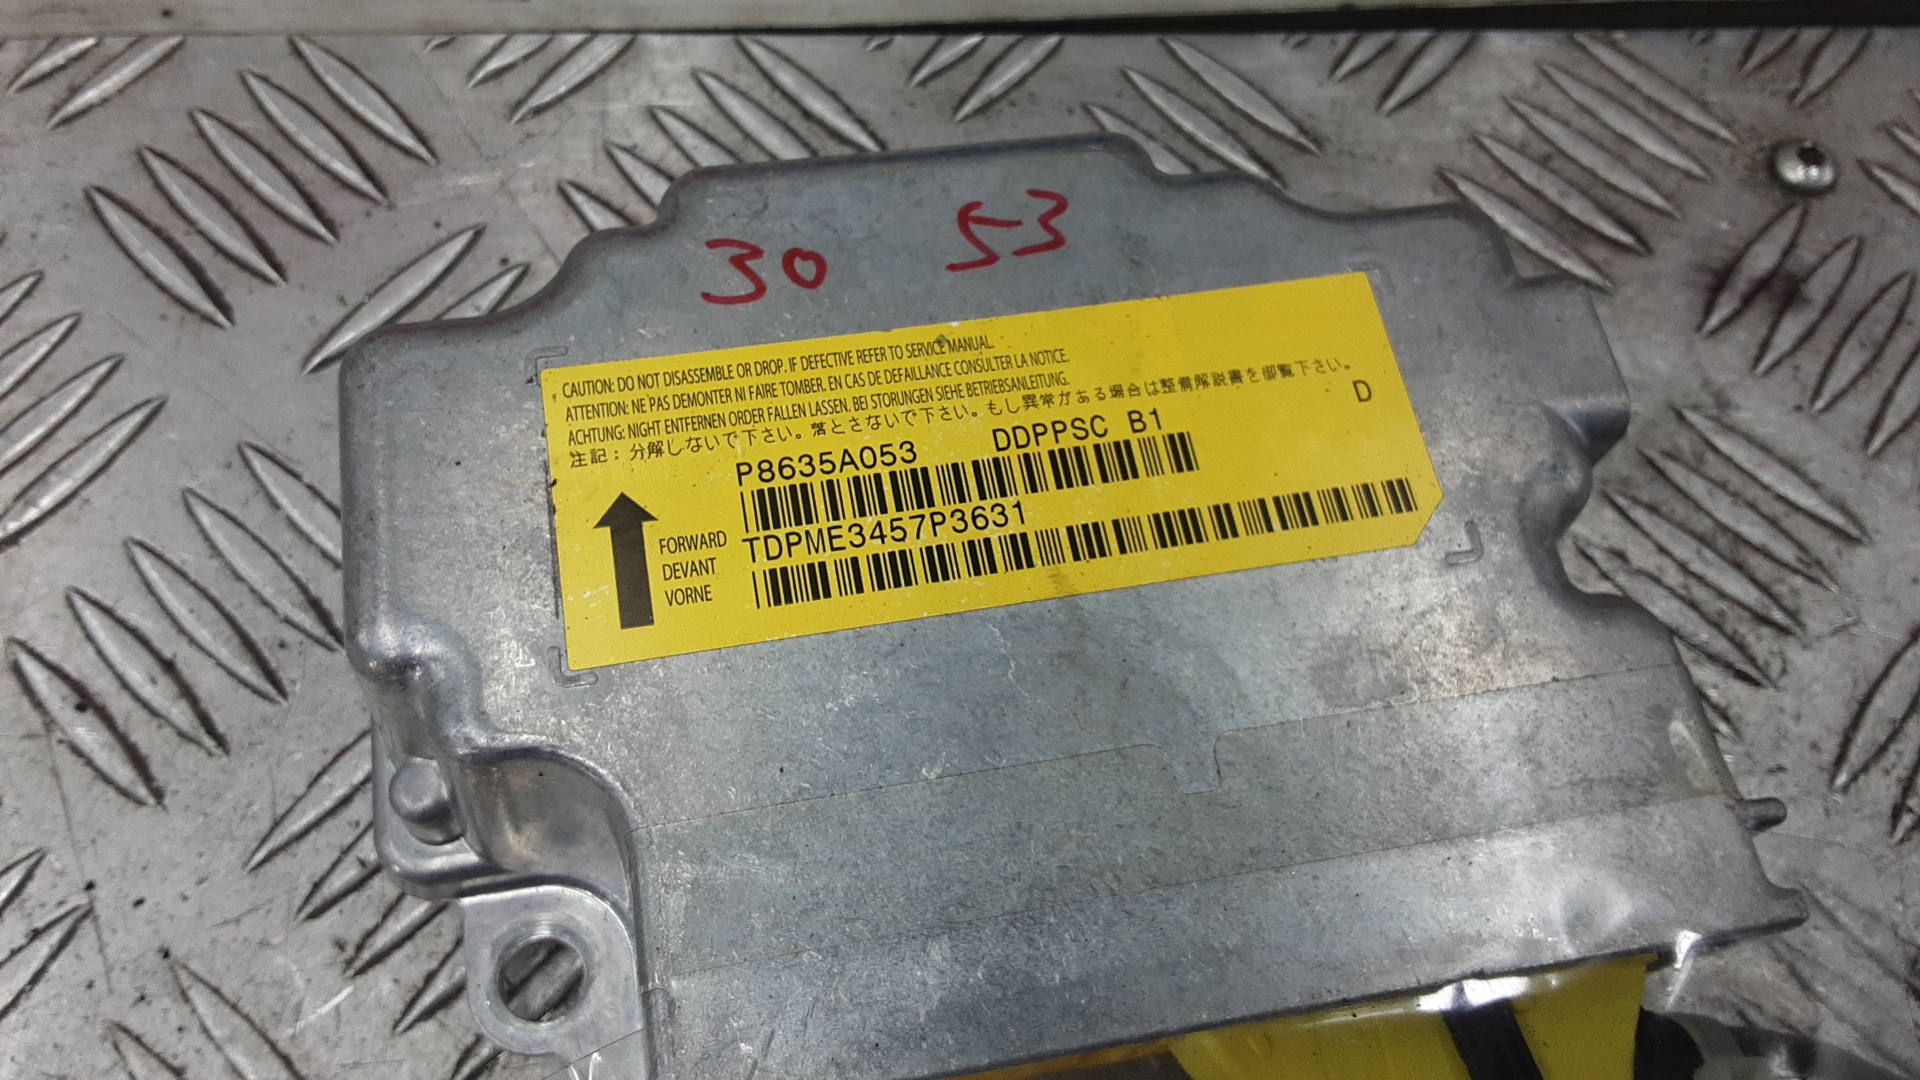 30 53
CAUTION: DO NOT DISASSEMBLE OR DROP. IF DEFECTIVE REFER TO SERVICE MANUAL.
ATTENTION: NE PAS DEMONTER NI FAIRE TOMBER. EN CAS DE DEFAILLANCE CONSULTER LA NOTICE.
ACHTUNG: NIGHT ENTFERNEN ORDER FALLEN LASSEN. BEI STORUNGEN SIEHE BETRIEBSANLEITUNG.
注記：分解しないで下さい。落とさないで下さい。もし異常がある場合は整備解説書を御覧下さい。
D
P8635A053 DDPPSC B1
TDPME3457P3631
FORWARD
DEVANT
VORNE